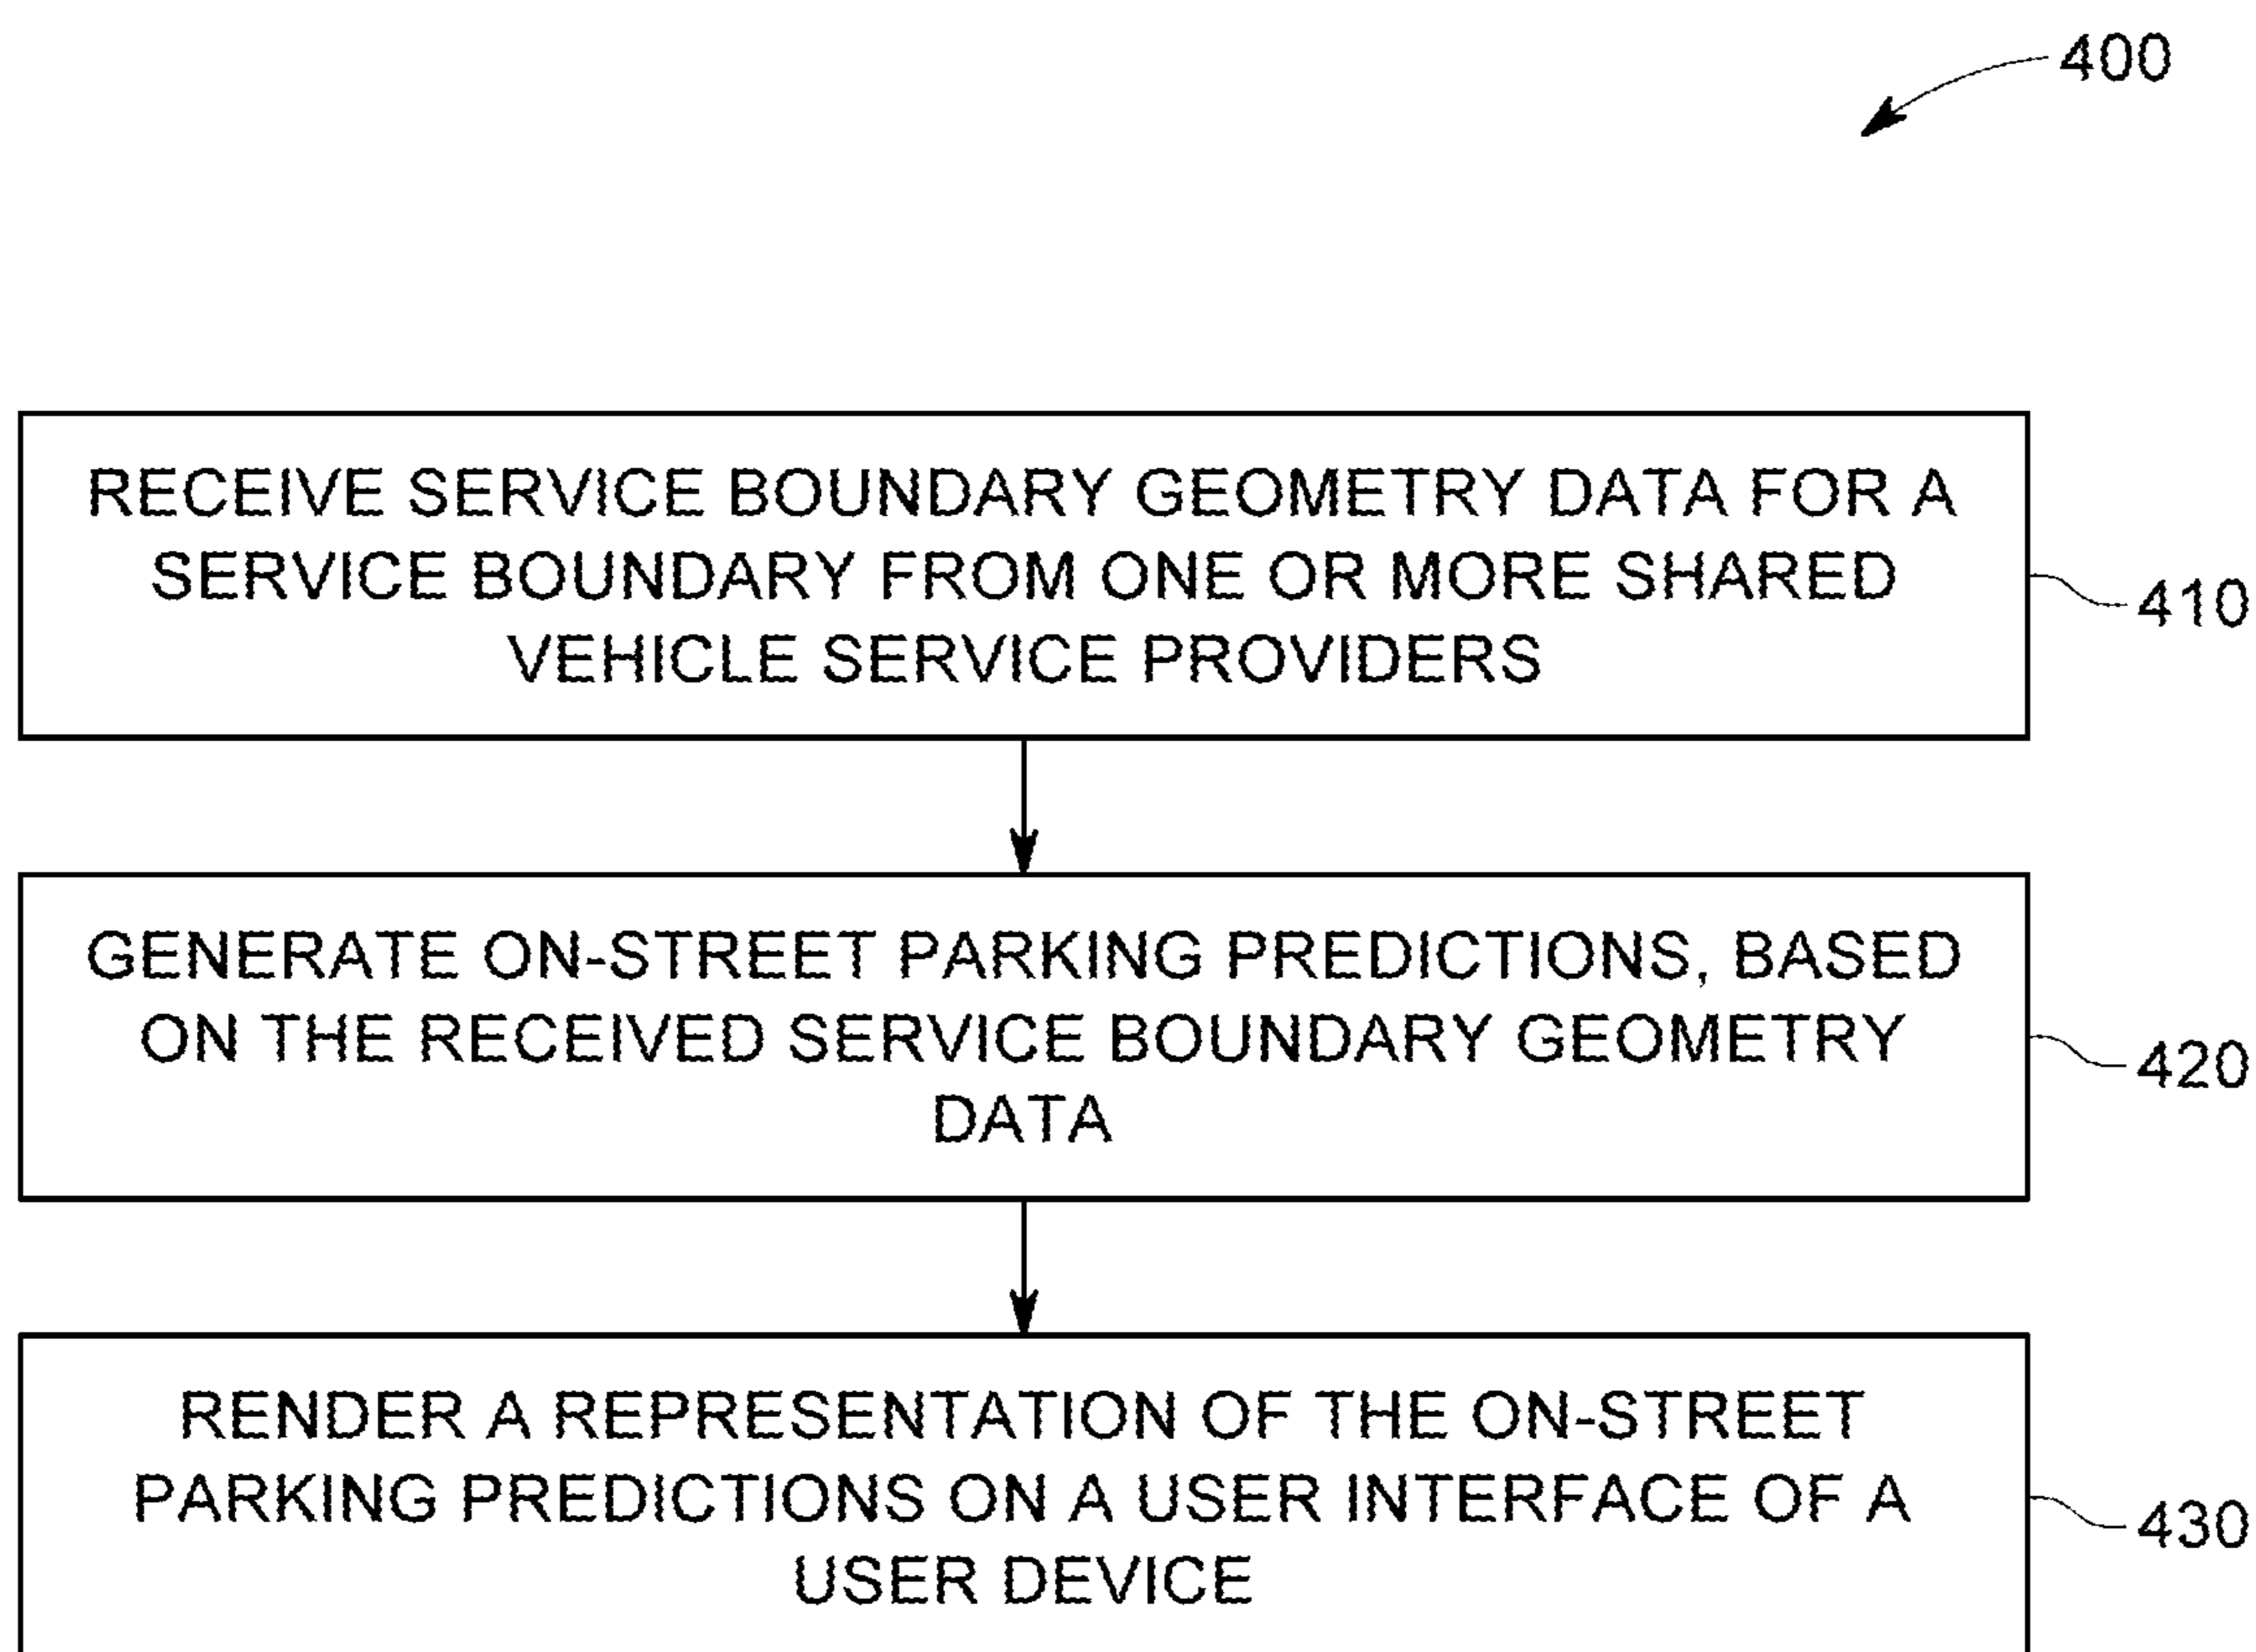 400
RECEIVE SERVICE BOUNDARY GEOMETRY DATA FOR A
SERVICE BOUNDARY FROM ONE OR MORE SHARED
VEHICLE SERVICE PROVIDERS
410
GENERATE ON-STREET PARKING PREDICTIONS, BASED
ON THE RECEIVED SERVICE BOUNDARY GEOMETRY
DATA
420
RENDER A REPRESENTATION OF THE ON-STREET
PARKING PREDICTIONS ON A USER INTERFACE OF A
USER DEVICE
430